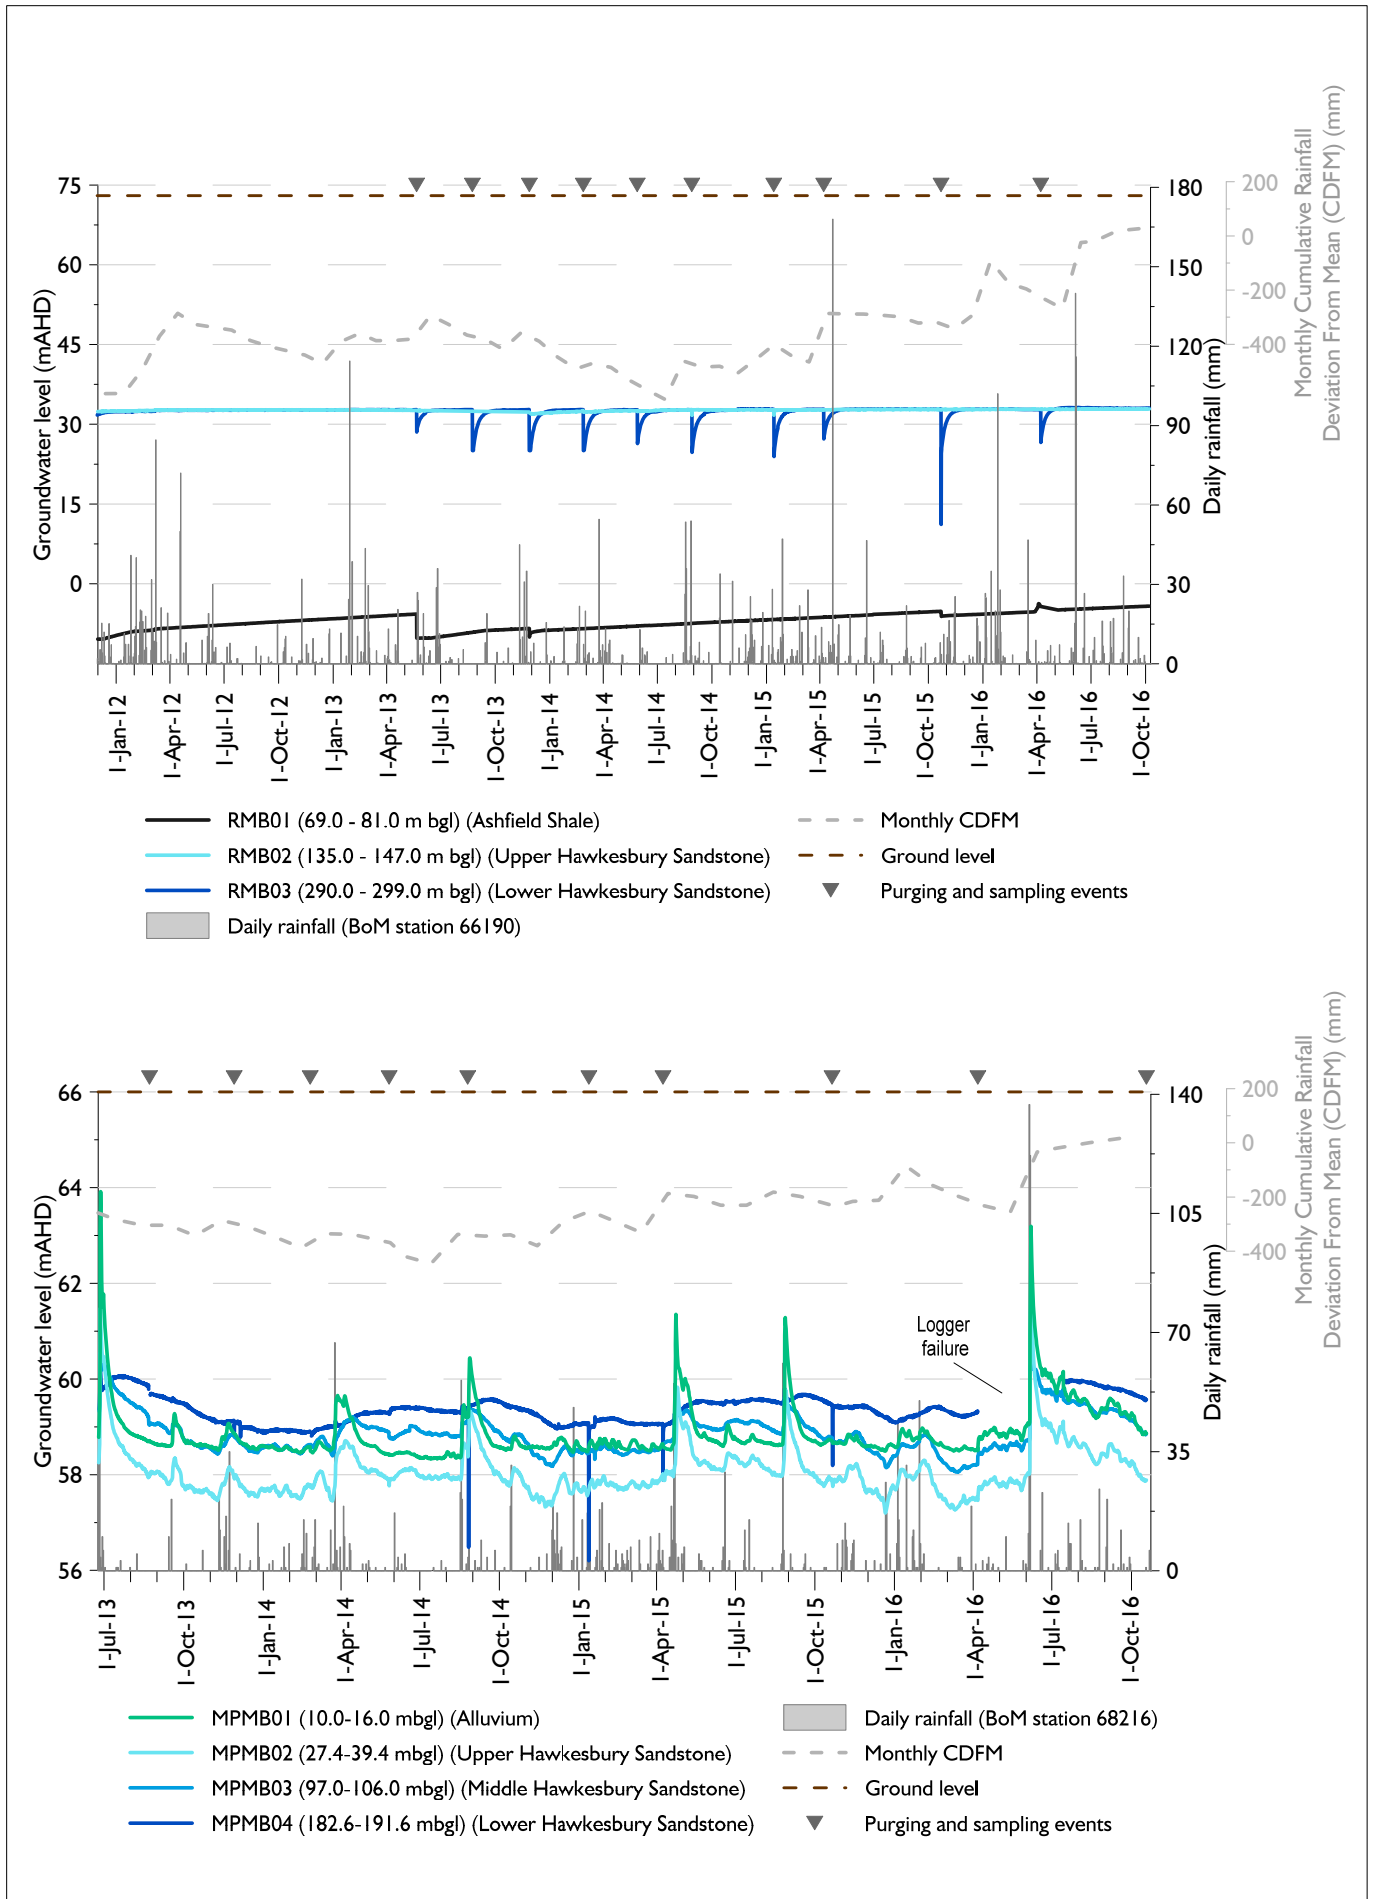 Monthly Cumulative Rainfall
Deviation From Mean (CDFM) (mm)
Groundwater level (mAHD)
75
60
45
30
15
0
180
150
120
90
60
30
0
Daily rainfall (mm)
200
0
-200
-400
1-Jan-12
1-Apr-12
1-Jul-12
1-Oct-12
1-Jan-13
1-Apr-13
1-Jul-13
1-Oct-13
1-Jan-14
1-Apr-14
1-Jul-14
1-Oct-14
1-Jan-15
1-Apr-15
1-Jul-15
1-Oct-15
1-Jan-16
1-Apr-16
1-Jul-16
1-Oct-16
RMB01 (69.0 - 81.0 m bgl) (Ashfield Shale)
RMB02 (135.0 - 147.0 m bgl) (Upper Hawkesbury Sandstone)
RMB03 (290.0 - 299.0 m bgl) (Lower Hawkesbury Sandstone)
Daily rainfall (BoM station 66190)
Monthly CDFM
Ground level
Purging and sampling events
Monthly Cumulative Rainfall
Deviation From Mean (CDFM) (mm)
Groundwater level (mAHD)
66
64
62
60
58
56
140
105
70
35
0
Daily rainfall (mm)
200
0
-200
-400
Logger
failure
1-Jul-13
1-Oct-13
1-Jan-14
1-Apr-14
1-Jul-14
1-Oct-14
1-Jan-15
1-Apr-15
1-Jul-15
1-Oct-15
1-Jan-16
1-Apr-16
1-Jul-16
1-Oct-16
MPMB01 (10.0-16.0 mbgl) (Alluvium)
MPMB02 (27.4-39.4 mbgl) (Upper Hawkesbury Sandstone)
MPMB03 (97.0-106.0 mbgl) (Middle Hawkesbury Sandstone)
MPMB04 (182.6-191.6 mbgl) (Lower Hawkesbury Sandstone)
Daily rainfall (BoM station 68216)
Monthly CDFM
Ground level
Purging and sampling events